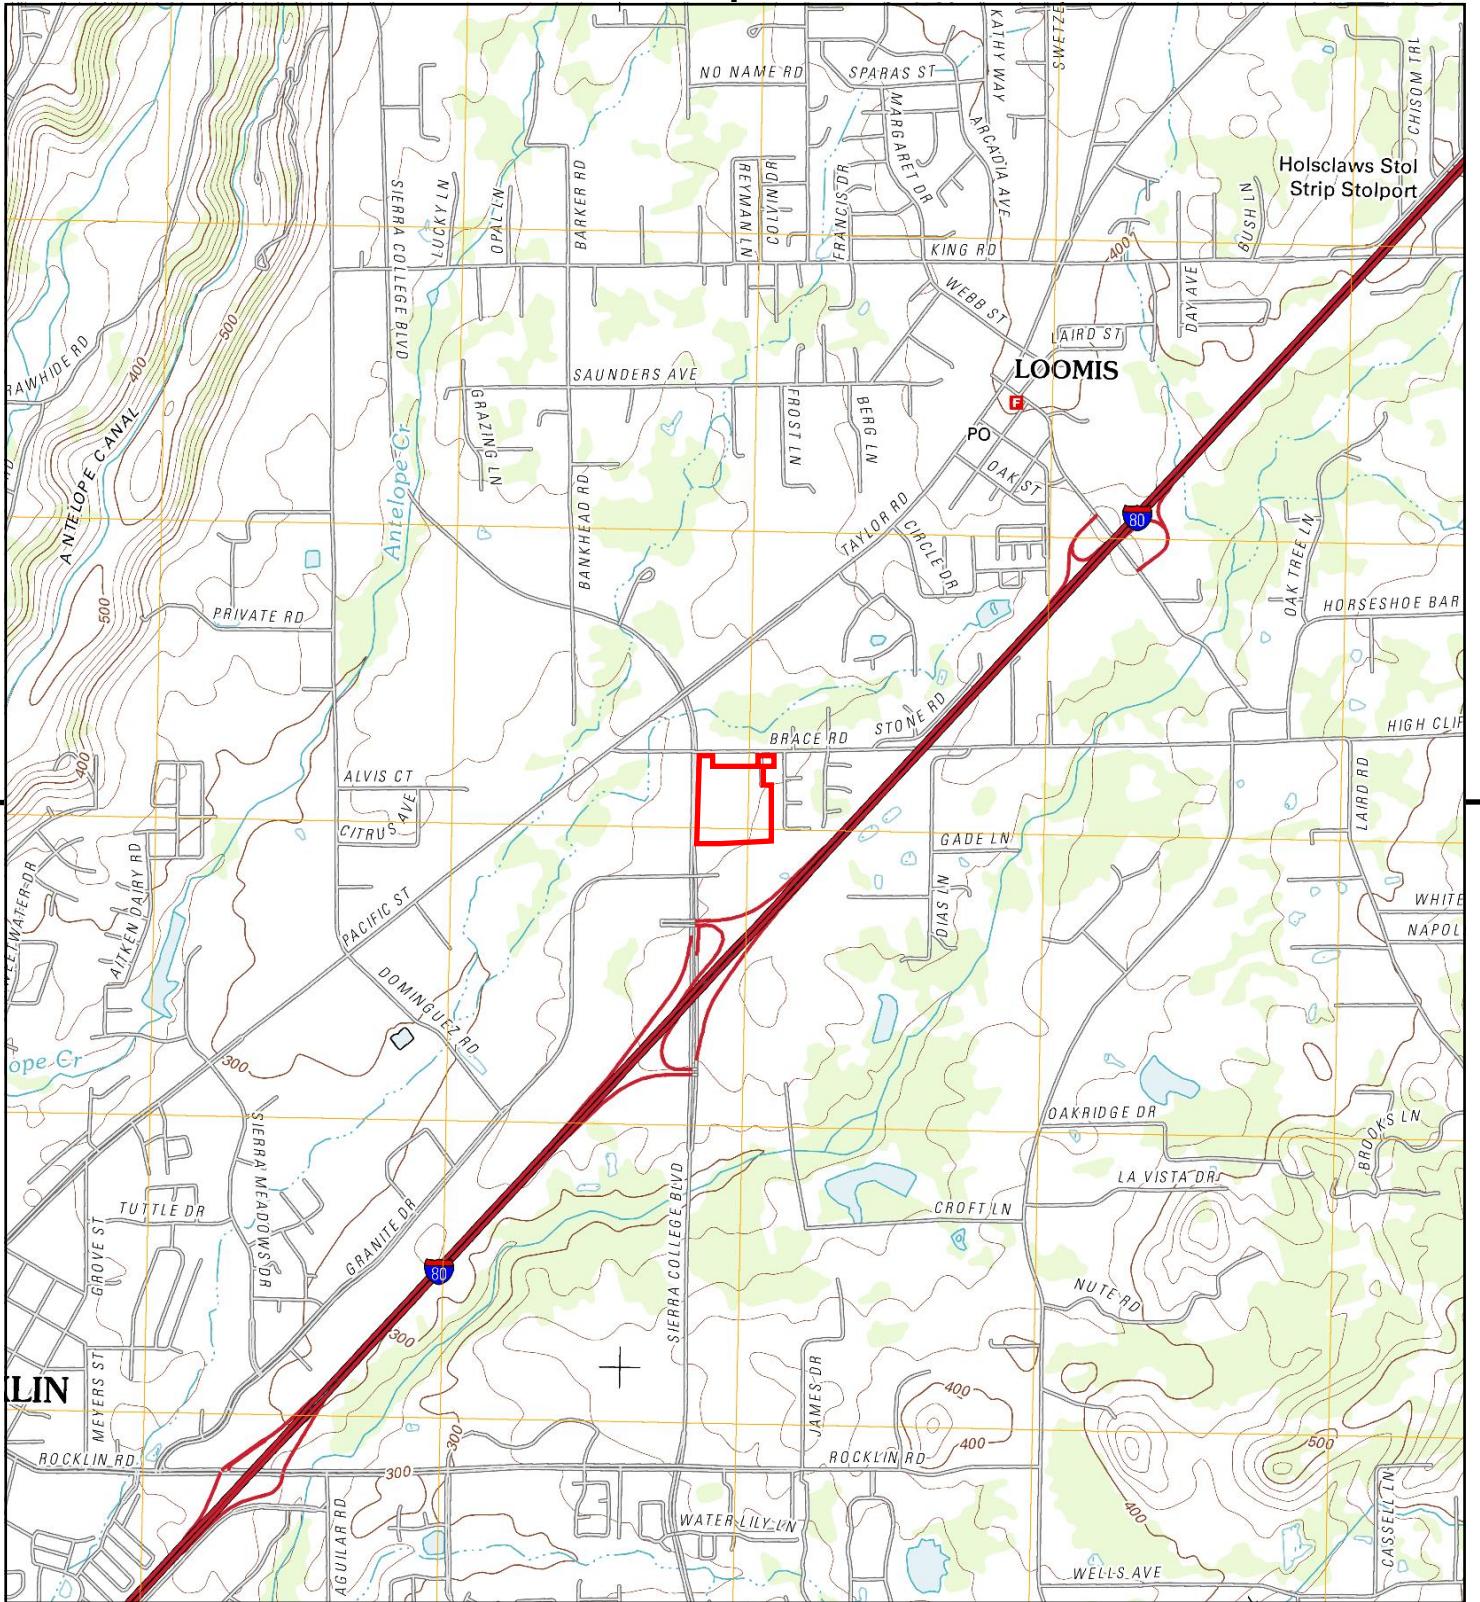 NO NAME RD
SPARAS ST
KATHY WAY
SWETZE
CHISOM TRL
MARGARET DR
ARCADIA AVE
Holsclaws Stol
Strip Stolport
SIERRA COLLEGE BLVD
LUCKY LN
OPAL LN
BARKER RD
REYMAN LN
COLVIN DR
FRANCIS DR
KING RD
400
BUSH LN
WEBB ST
DAY AVE
LAIRD ST
RAWHIDE RD
400
500
LOOMIS
SAUNDERS AVE
F
PO
GRAZING LN
FROST LN
BERG LN
ANTELOPE CANAL
RD
Antelope Cr
BANKHEAD RD
OAK ST
80
TAYLOR RD
CIRCLE DR
OAK TREE LN
500
PRIVATE RD
HORSESHOE BAR
STONE RD
BRACE RD
HIGH CLIF
400
ALVIS CT
CITRUS AVE
LAIRD RD
GADE LN
AITKEN DAIRY RD
PACIFIC ST
DIAS LN
WHITE
NAPOL
DOMINGUEZ RD
ope Cr
300
OAKRIDGE DR
BROOKS LN
SIERRA MEADOWS DR
SIERRA COLLEGE BLVD
LA VISTA DR
TUTTLE DR
GROVE ST
GRANITE DR
CROFT LN
80
NUTE RD
300
KLIN
MEYERS ST
JAMES DR
400
400
300
500
ROCKLIN RD
ROCKLIN RD
300
AGUILAR RD
WATER LILY LN
400
CASSELL LN
WELLS AVE